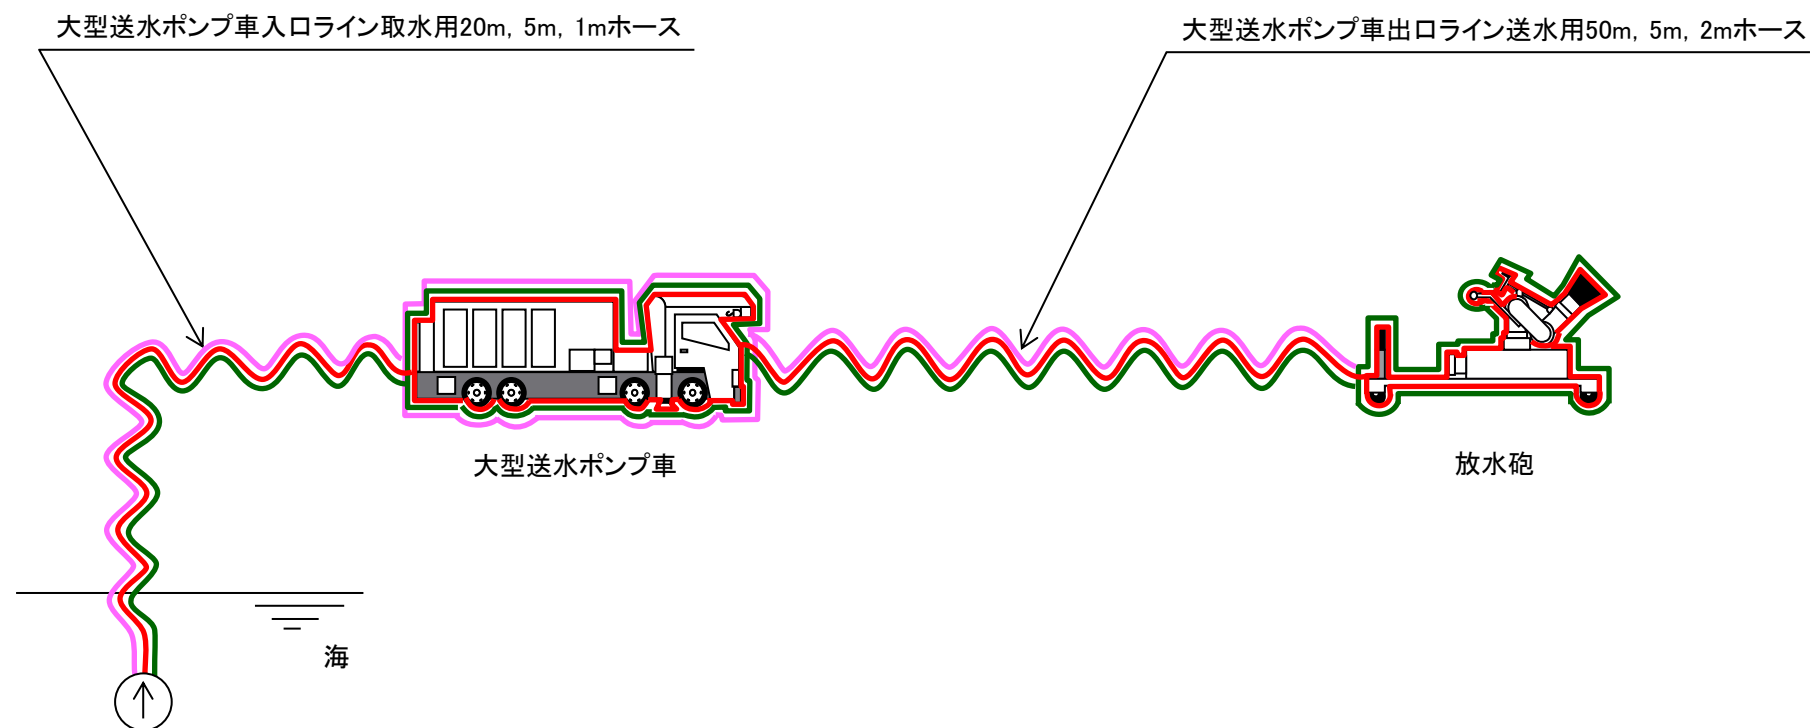 大型送水ポンプ車入口ライン取水用20m, 5m, 1mホース
大型送水ポンプ車出口ライン送水用50m, 5m, 2mホース
大型送水ポンプ車
放水砲
海